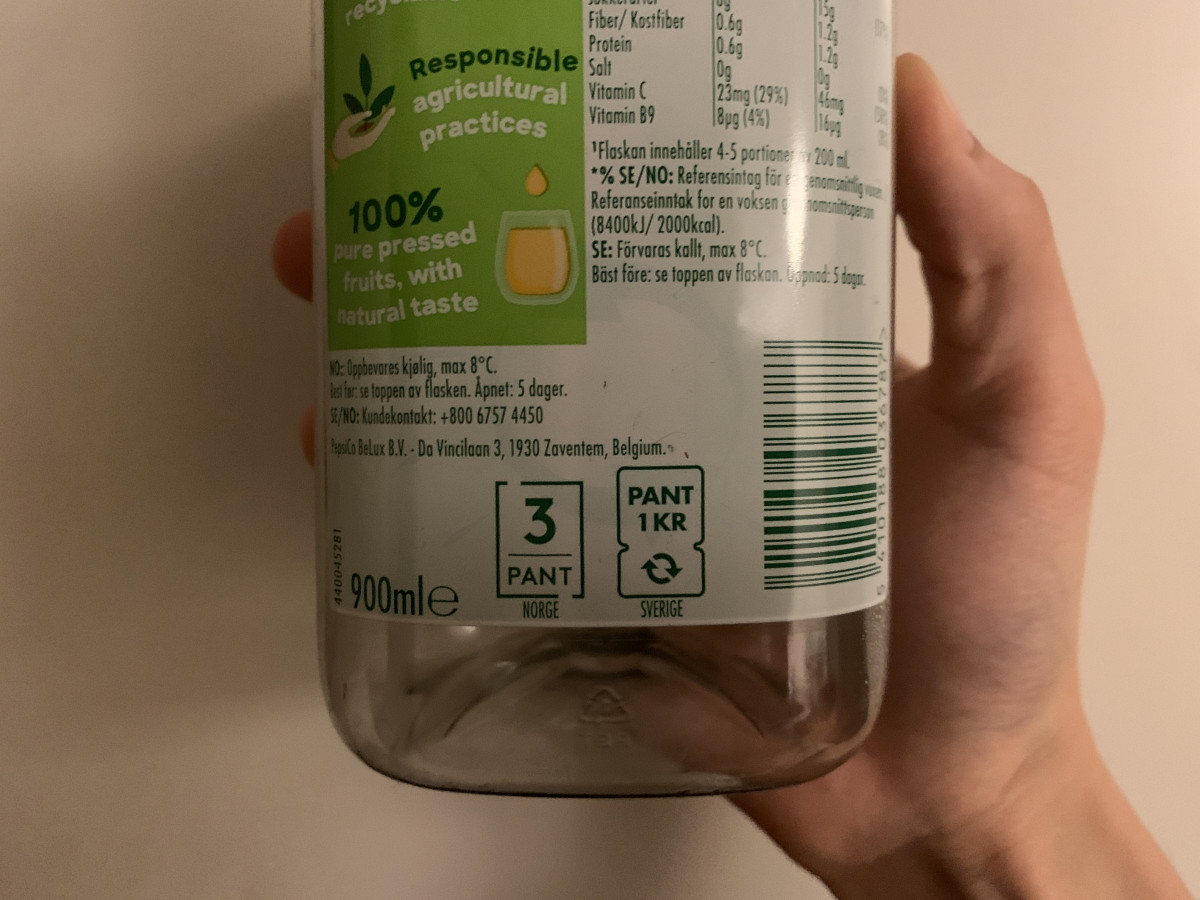 Responsible
agricultural
practices
100%
pure pressed
fruits, with
natural taste
Fiber/ Kostfiber 0.6g 1.2g
Protein 0.6g 1.2g
Salt 0g 0g
Vitamin C 23mg (29%) 46mg
Vitamin B9 8µg (4%) 16µg
¹Flaskan innehåller 4-5 portioner av 200 ml.
*% SE/NO: Referensintag för en genomsnittlig vuxen
Referanseinntak for en voksen gjennomsnittsperson
(8400kJ/ 2000kcal).
SE: Förvaras kallt, max 8°C.
Bäst före: se toppen av flaskan. Öppnad: 5 dagar.
NO: Oppbevares kjølig, max 8°C.
Best før: se toppen av flasken. Åpnet: 5 dager.
SE/NO: Kundekontakt: +800 6757 4450
PepsiCo BeLux B.V. - Da Vincilaan 3, 1930 Zaventem, Belgium.
440045281
900ml e
3
PANT
NORGE
PANT
1 KR
SVERIGE
5 410188 036787